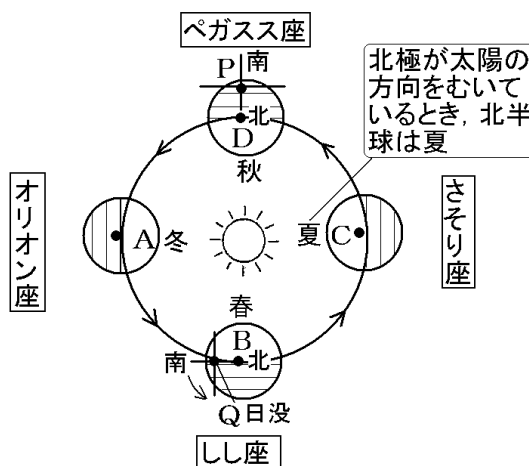 ペガスス座
P
南
北
D
秋
北極が太陽の
方向をむいて
いるとき，北半
球は夏
オリオン座
A
冬
夏
C
さそり座
春
B
南
北
Q日没
しし座